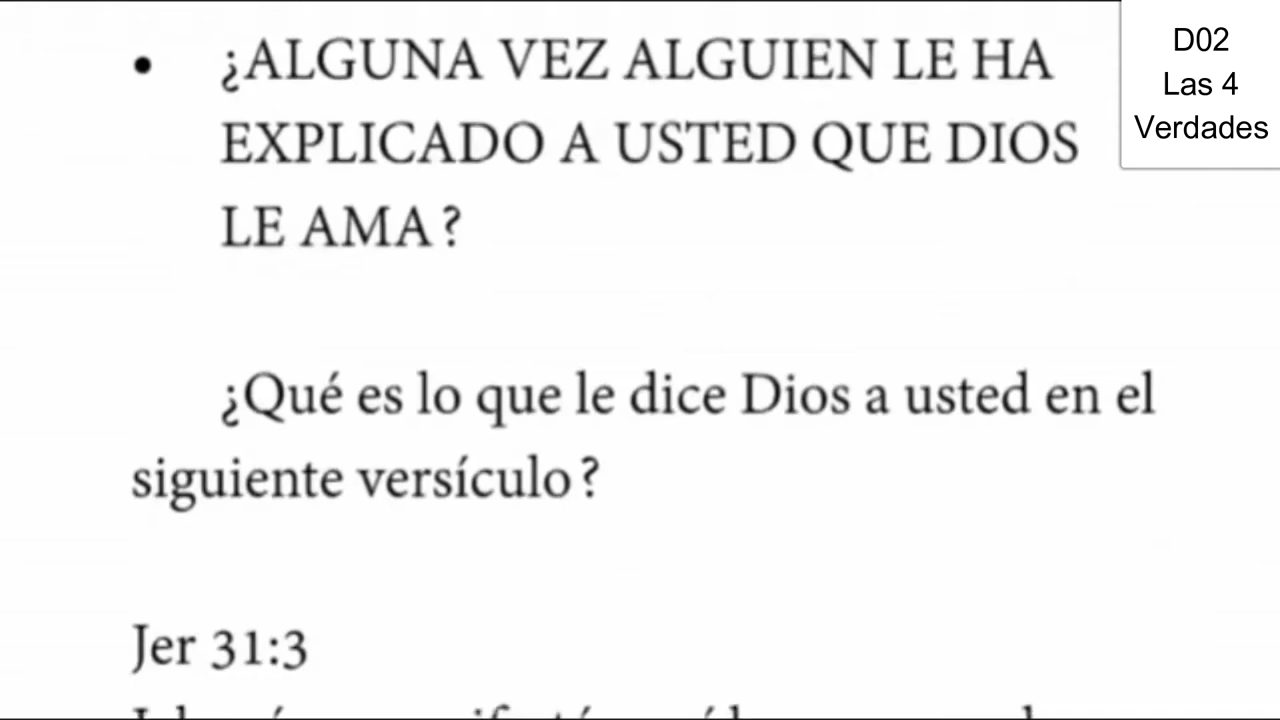 • ¿ALGUNA VEZ ALGUIEN LE HA
EXPLICADO A USTED QUE DIOS
LE AMA?
D02
Las 4
Verdades
¿Qué es lo que le dice Dios a usted en el
siguiente versículo?
Jer 31:3